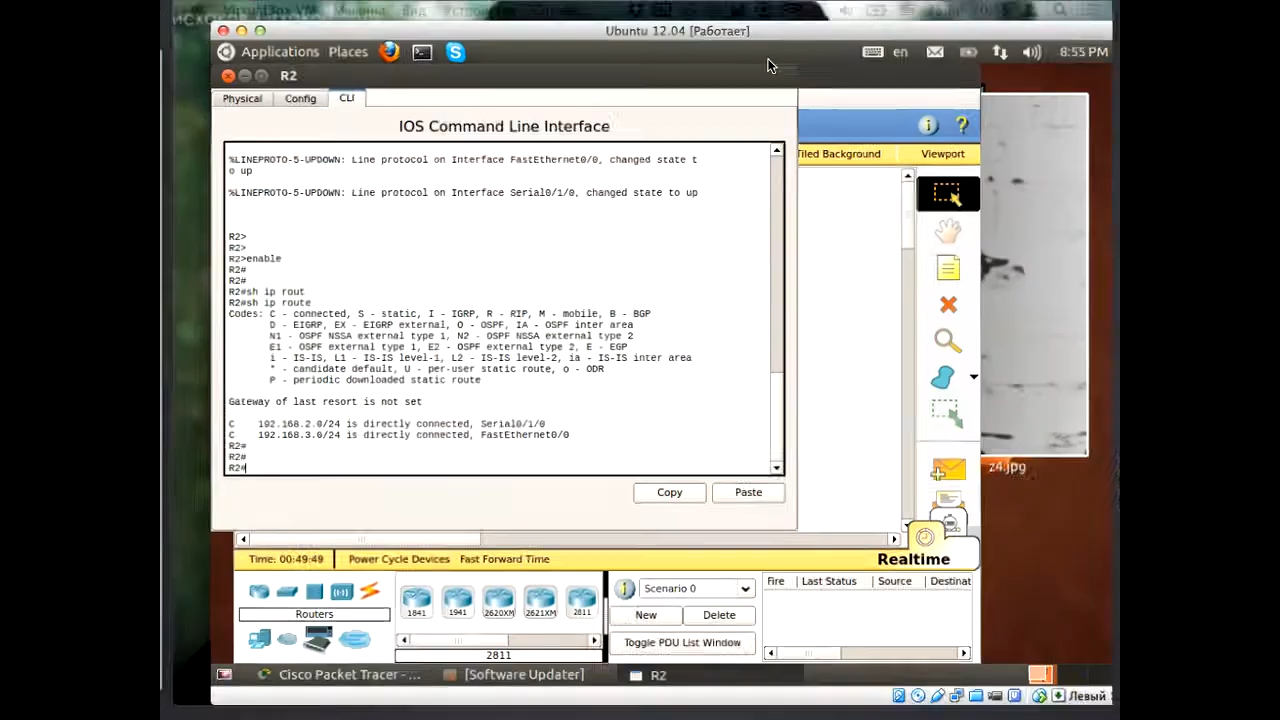 Ubuntu 12.04 [Работает]
Applications Places en 8:55 PM
R2
Physical Config CLI
IOS Command Line Interface
%LINEPROTO-5-UPDOWN: Line protocol on Interface FastEthernet0/0, changed state t
o up
%LINEPROTO-5-UPDOWN: Line protocol on Interface Serial0/1/0, changed state to up
R2>
R2>
R2>enable
R2#
R2#
R2#sh ip rout
R2#sh ip route
Codes: C - connected, S - static, I - IGRP, R - RIP, M - mobile, B - BGP
D - EIGRP, EX - EIGRP external, O - OSPF, IA - OSPF inter area
N1 - OSPF NSSA external type 1, N2 - OSPF NSSA external type 2
E1 - OSPF external type 1, E2 - OSPF external type 2, E - EGP
i - IS-IS, L1 - IS-IS level-1, L2 - IS-IS level-2, ia - IS-IS inter area
* - candidate default, U - per-user static route, o - ODR
P - periodic downloaded static route
Gateway of last resort is not set
C 192.168.2.0/24 is directly connected, Serial0/1/0
C 192.168.3.0/24 is directly connected, FastEthernet0/0
R2#
R2#
R2#
Copy Paste
Tiled Background Viewport
z4.jpg
Time: 00:49:49 Power Cycle Devices Fast Forward Time
Realtime
Routers
1841 1941 2620XM 2621XM 2811
2811
Scenario 0
New Delete
Toggle PDU List Window
Fire Last Status Source Destinat
Cisco Packet Tracer - ... [Software Updater] R2
Левый